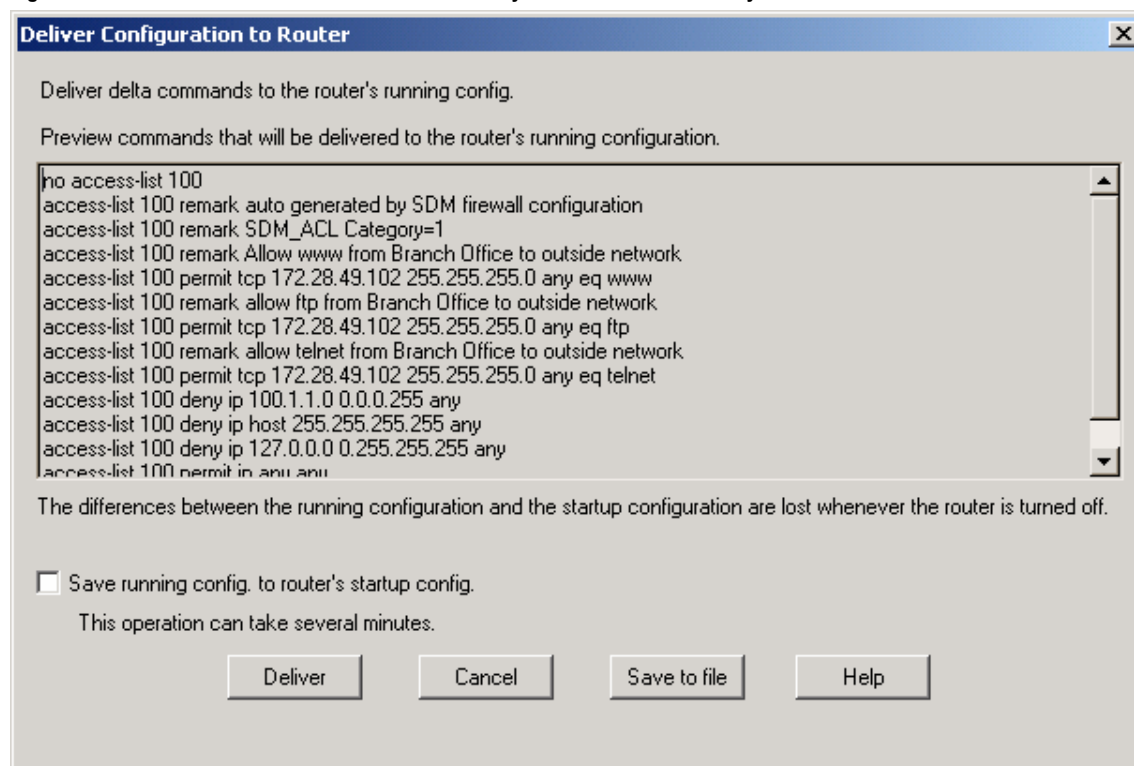 Deliver Configuration to Router
Deliver delta commands to the router's running config.
Preview commands that will be delivered to the router's running configuration.
no access-list 100
access-list 100 remark auto generated by SDM firewall configuration
access-list 100 remark SDM_ACL Category=1
access-list 100 remark Allow www from Branch Office to outside network
access-list 100 permit tcp 172.28.49.102 255.255.255.0 any eq www
access-list 100 remark allow ftp from Branch Office to outside network
access-list 100 permit tcp 172.28.49.102 255.255.255.0 any eq ftp
access-list 100 remark allow telnet from Branch Office to outside network
access-list 100 permit tcp 172.28.49.102 255.255.255.0 any eq telnet
access-list 100 deny ip 100.1.1.0 0.0.0.255 any
access-list 100 deny ip host 255.255.255.255 any
access-list 100 deny ip 127.0.0.0 0.255.255.255 any
access-list 100 permit ip any any
The differences between the running configuration and the startup configuration are lost whenever the router is turned off.
Save running config. to router's startup config.
This operation can take several minutes.
Deliver Cancel Save to file Help